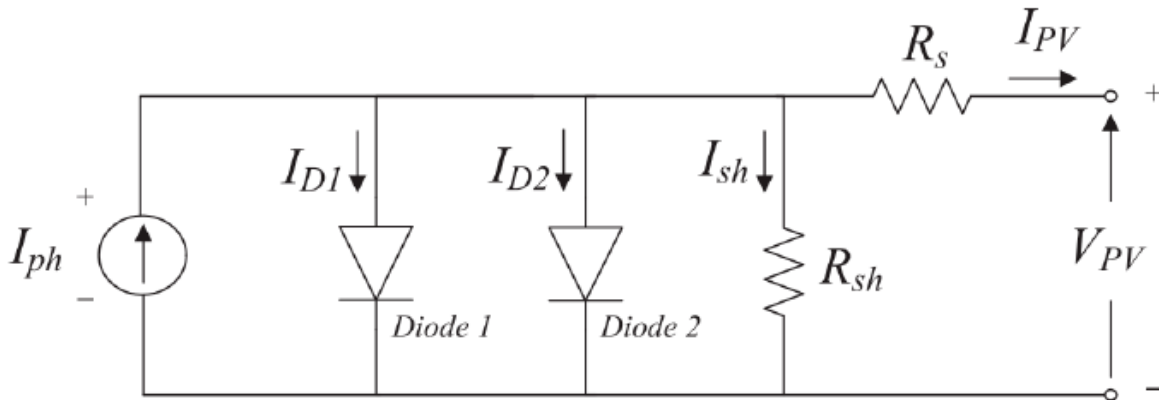 R_s
I_PV
+
I_D1
I_D2
I_sh
+
I_ph
−
Diode 1
Diode 2
R_sh
V_PV
−